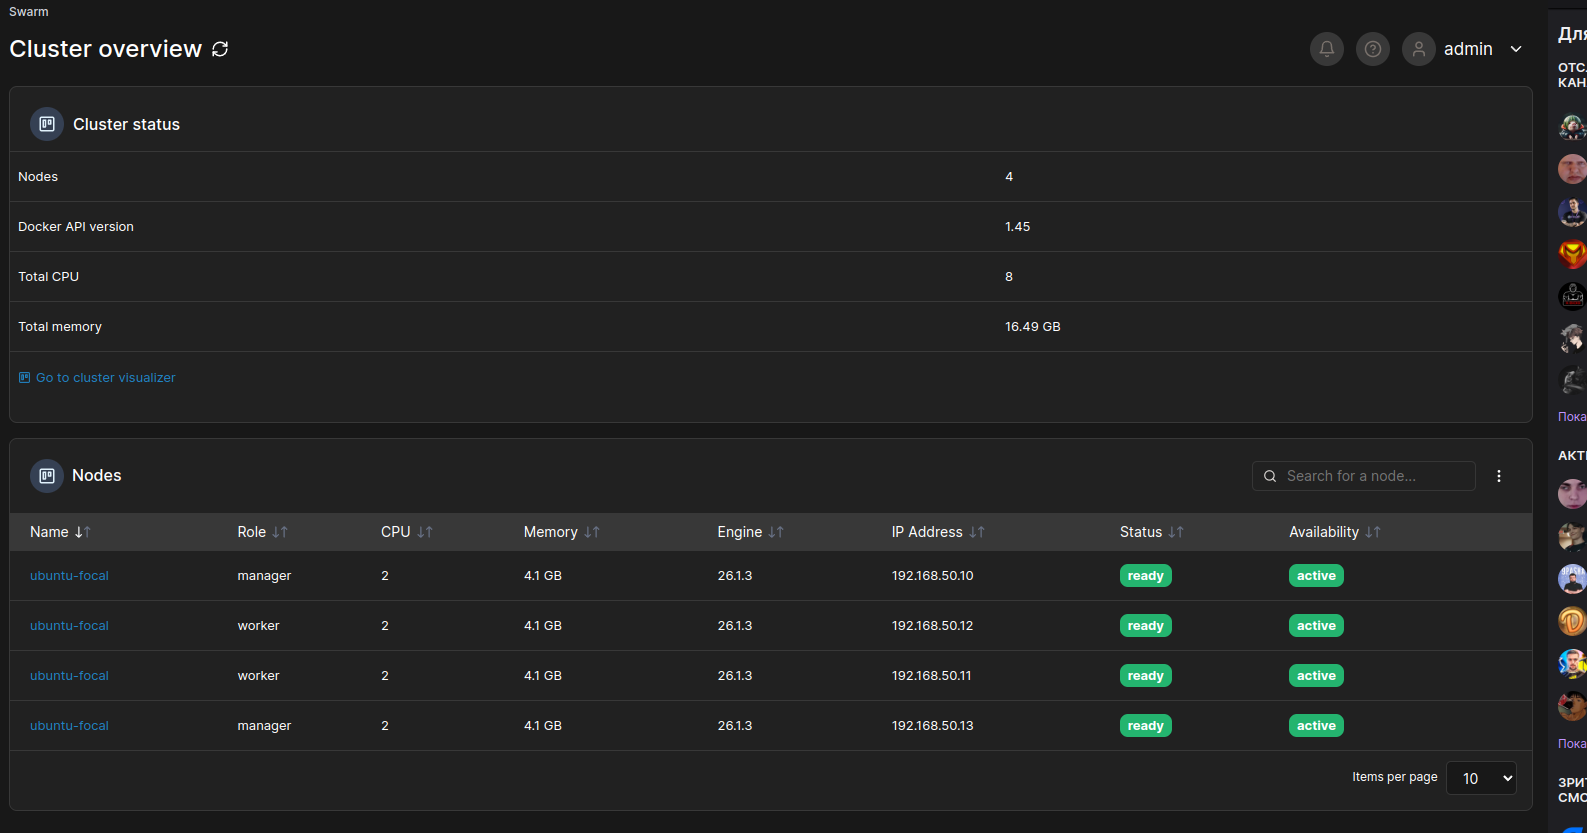 Swarm
Cluster overview
admin
Cluster status
Nodes 4
Docker API version 1.45
Total CPU 8
Total memory 16.49 GB
Go to cluster visualizer
Nodes
Search for a node...
Name Role CPU Memory Engine IP Address Status Availability
ubuntu-focal manager 2 4.1 GB 26.1.3 192.168.50.10 ready active
ubuntu-focal worker 2 4.1 GB 26.1.3 192.168.50.12 ready active
ubuntu-focal worker 2 4.1 GB 26.1.3 192.168.50.11 ready active
ubuntu-focal manager 2 4.1 GB 26.1.3 192.168.50.13 ready active
Items per page 10
Для
ОТС
КАН
Пока
АКТ
Пока
ЗРИТ
СМО